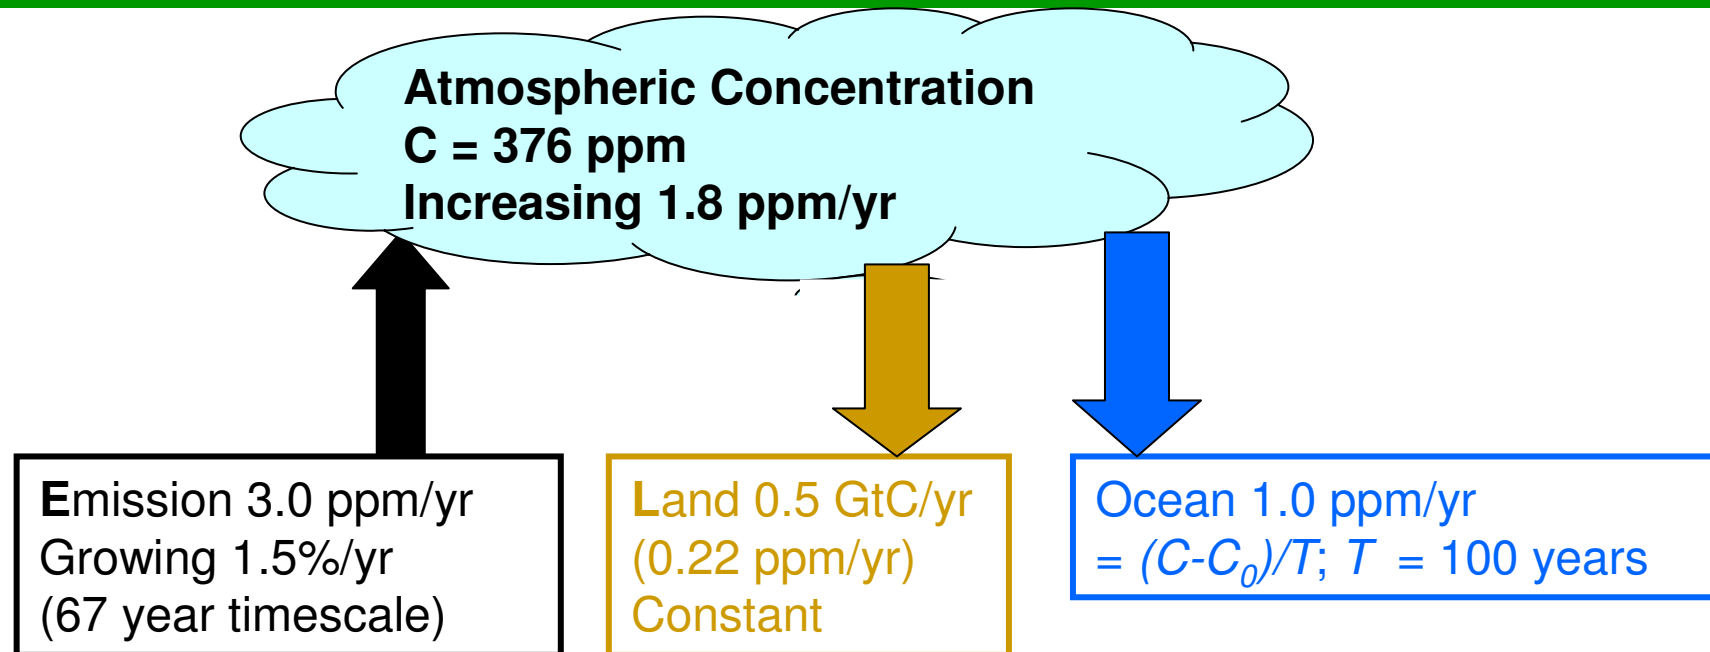 Atmospheric Concentration
C = 376 ppm
Increasing 1.8 ppm/yr
Emission 3.0 ppm/yr
Growing 1.5%/yr
(67 year timescale)
Land 0.5 GtC/yr
(0.22 ppm/yr)
Constant
Ocean 1.0 ppm/yr
= (C-C₀)/T; T = 100 years